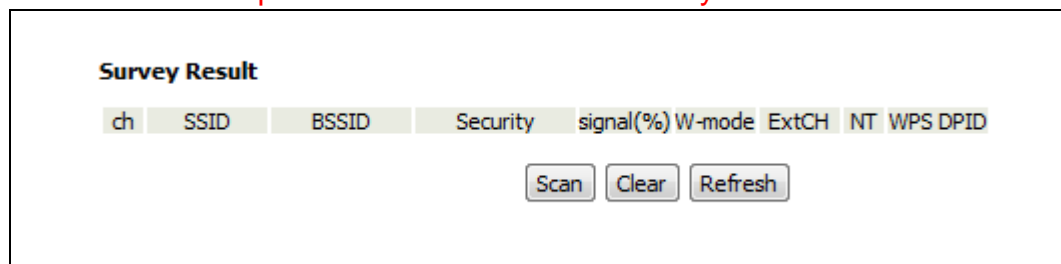 Survey Result
ch SSID BSSID Security signal(%) W-mode ExtCH NT WPS DPID
Scan Clear Refresh